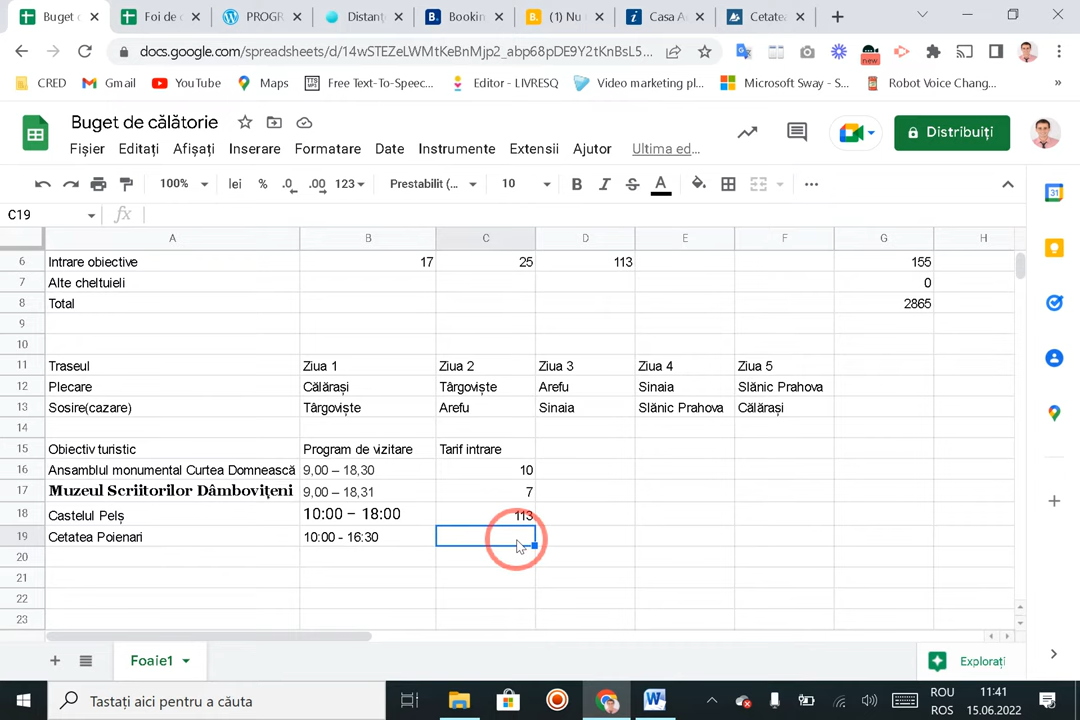 Buget c
Foi de c
PROGR
Distanț
Bookin
(1) Nu
Casa A
Cetate
docs.google.com/spreadsheets/d/14wSTEZeLWMtKeBnMjp2_abp68pDE9Y2tKnBsL5...
new
CRED
Gmail
YouTube
Maps
Free Text-To-Speec...
Editor - LIVRESQ
Video marketing pl...
Microsoft Sway - S...
Robot Voice Chang...
»
Buget de călătorie
Fișier Editați Afișați Inserare Formatare Date Instrumente Extensii Ajutor Ultima ed...
Distribuiți
100% lei % .0 .00 123 Prestabilit (... 10 B I S A
31
C19 fx
A B C D E F G H
6 Intrare obiective 17 25 113 155
7 Alte cheltuieli 0
8 Total 2865
9
10
11 Traseul Ziua 1 Ziua 2 Ziua 3 Ziua 4 Ziua 5
12 Plecare Călărași Târgoviște Arefu Sinaia Slănic Prahova
13 Sosire(cazare) Târgoviște Arefu Sinaia Slănic Prahova Călărași
14
15 Obiectiv turistic Program de vizitare Tarif intrare
16 Ansamblul monumental Curtea Domnească 9,00 – 18,30 10
17 Muzeul Scriitorilor Dâmbovițeni 9,00 – 18,31 7
18 Castelul Pelș 10:00 – 18:00 113
19 Cetatea Poienari 10:00 - 16:30
20
21
22
23
Foaie1
Explorați
Tastați aici pentru a căuta
ROU 11:41
ROS 15.06.2022